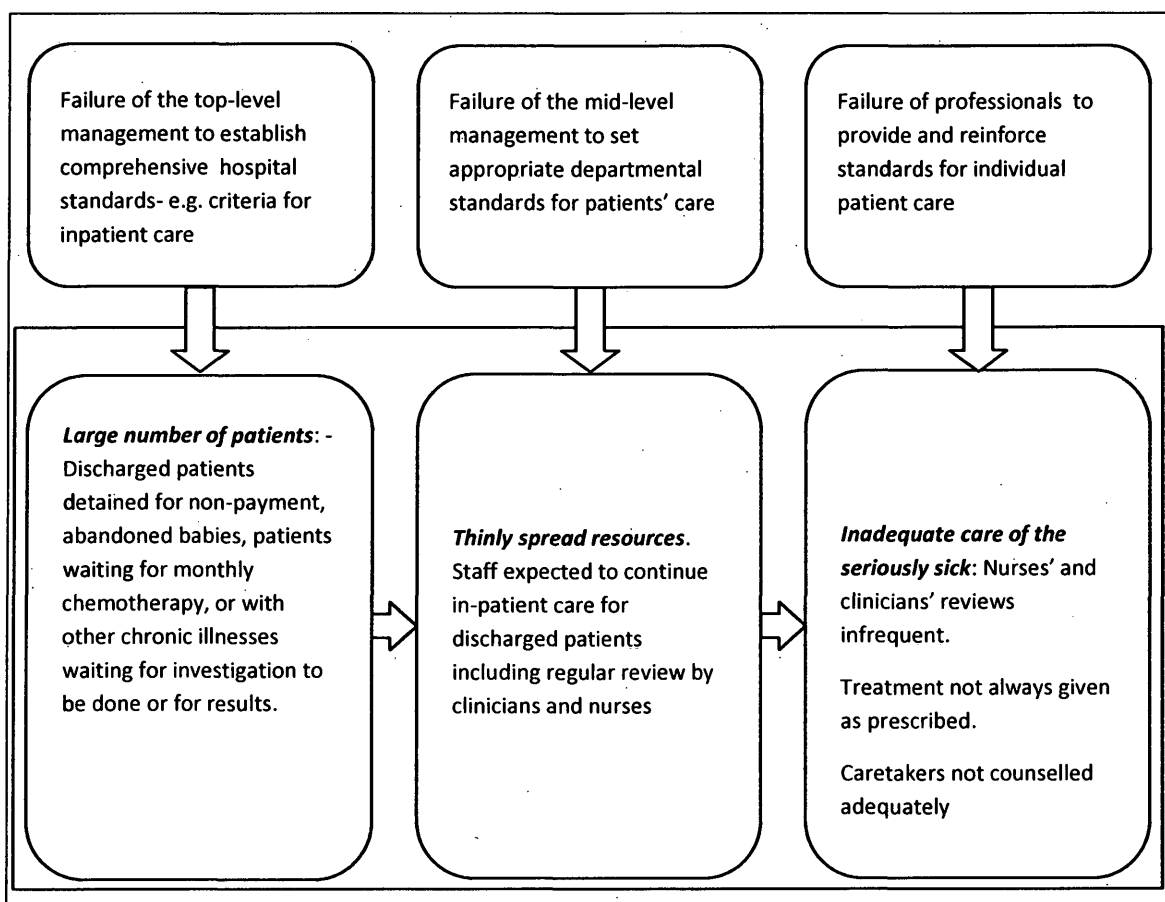 Failure of the top-level
management to establish
comprehensive hospital
standards- e.g. criteria for
inpatient care
Failure of the mid-level
management to set
appropriate departmental
standards for patients' care
Failure of professionals to
provide and reinforce
standards for individual
patient care
Large number of patients: -
Discharged patients
detained for non-payment,
abandoned babies, patients
waiting for monthly
chemotherapy, or with
other chronic illnesses
waiting for investigation to
be done or for results.
Thinly spread resources.
Staff expected to continue
in-patient care for
discharged patients
including regular review by
clinicians and nurses
Inadequate care of the
seriously sick: Nurses' and
clinicians' reviews
infrequent.
Treatment not always given
as prescribed.
Caretakers not counselled
adequately